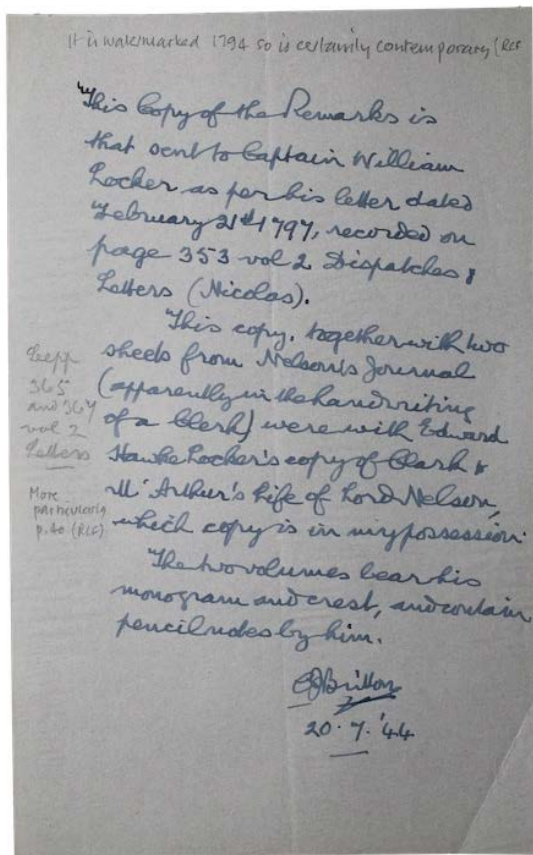 It is watermarked 1794 so is certainly contemporary (RLF
"This Copy of the Remarks is
that sent to Captain William
Locker as per his letter dated
February 21st 1797, recorded on
page 353 vol 2 Dispatches &
Letters (Nicolas).
This copy, together with two
sheets from Nelson's Journal
(apparently in the handwriting
of a Clerk) were with Edward
Hawke Locker's copy of Clark &
M'Arthur's Life of Lord Nelson,
which copy is in my possession.
The two volumes bear his
monogram and crest, and contain
pencil notes by him.
See pp
365
and 367
vol 2
Letters
More
particularly
p. 40 (RLF)
CJBritton
20.7.'44